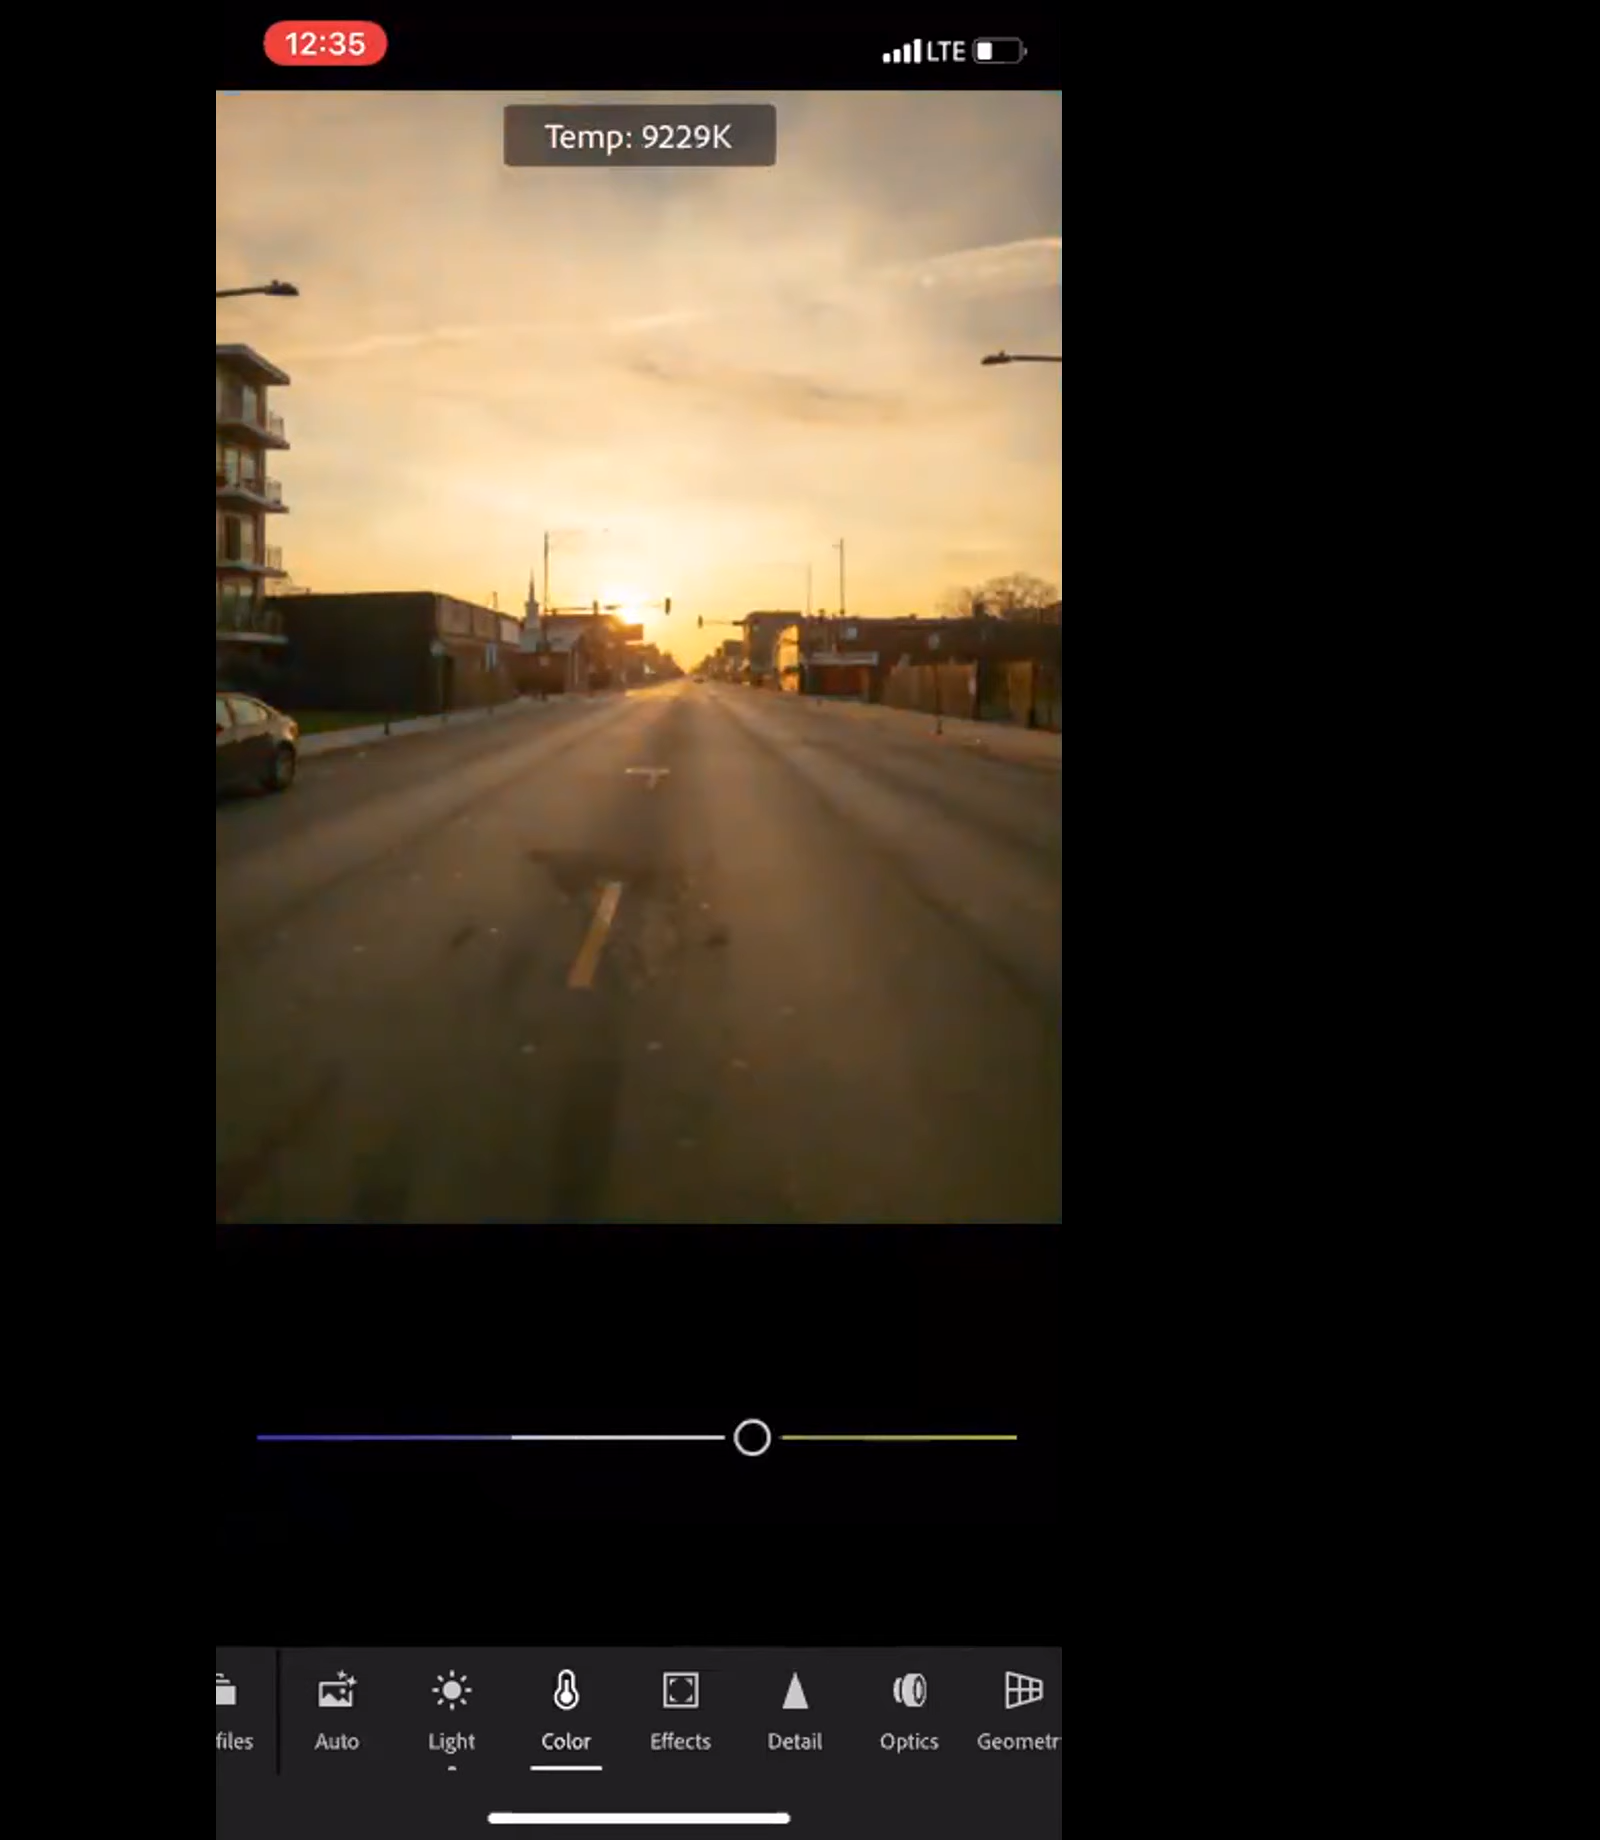 12:35
LTE
Temp: 9229K
files
Auto
Light
Color
Effects
Detail
Optics
Geometr